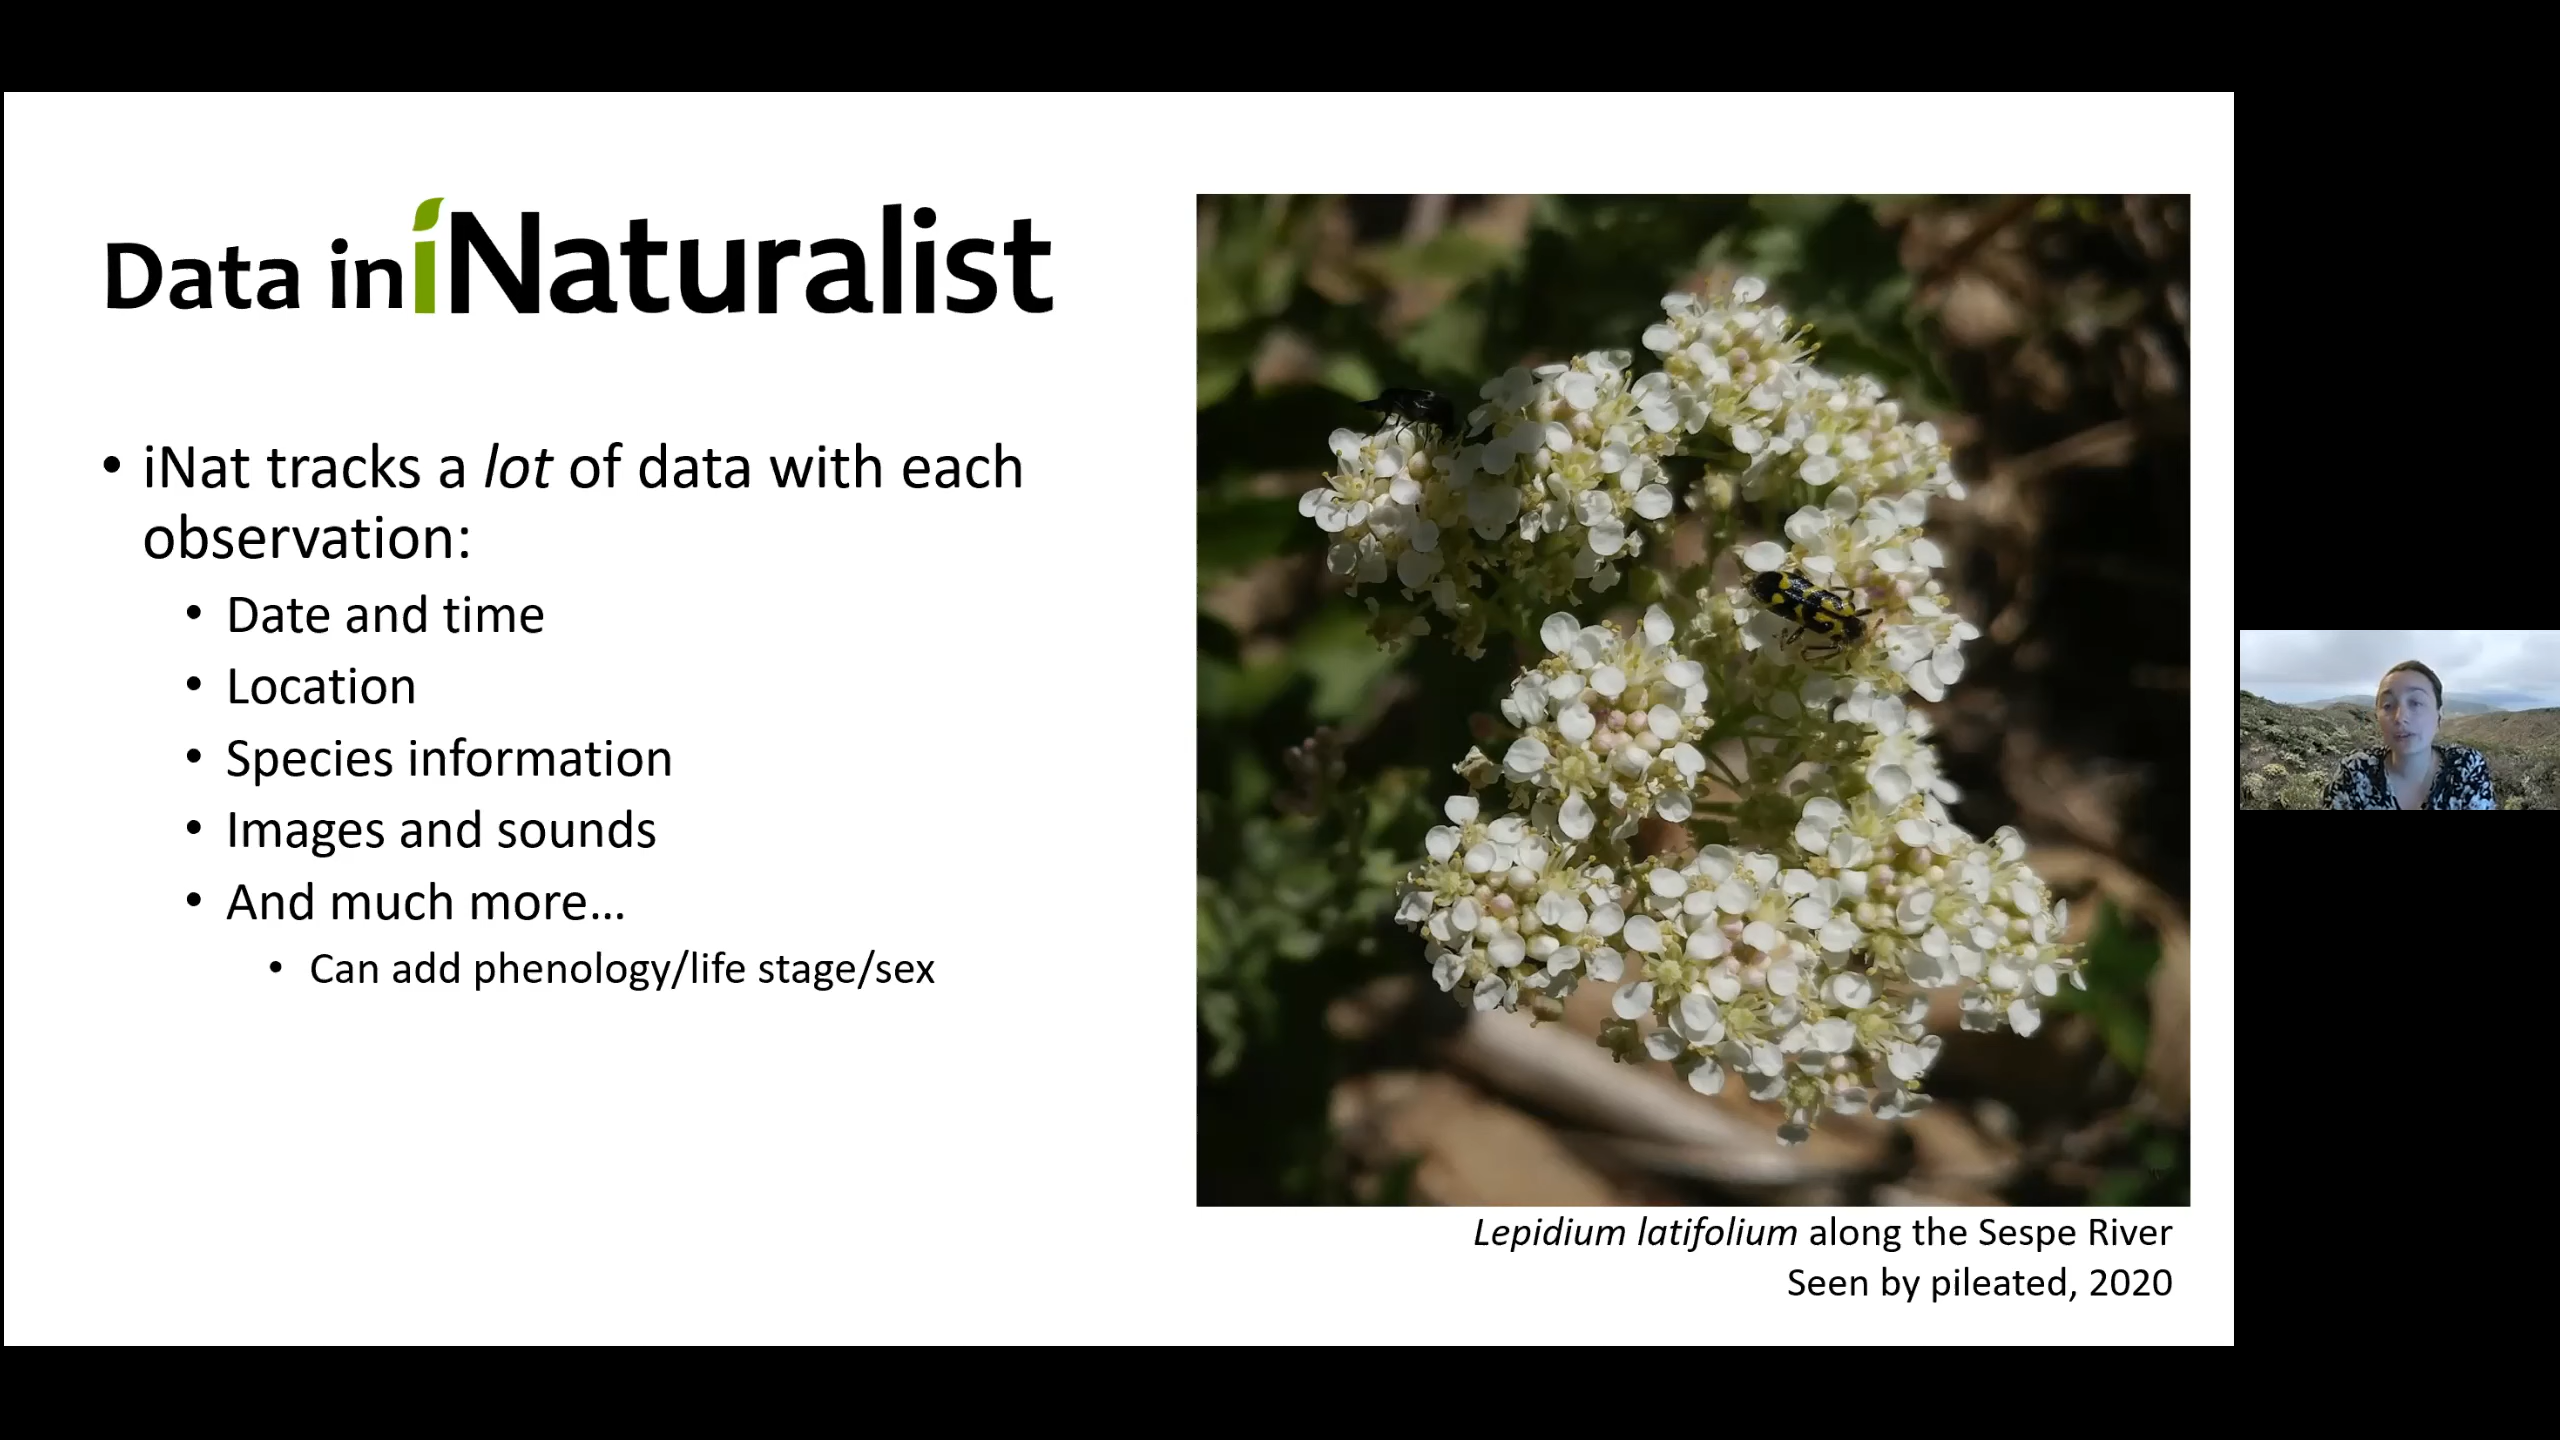 Data in iNaturalist
• iNat tracks a lot of data with each
observation:
• Date and time
• Location
• Species information
• Images and sounds
• And much more…
• Can add phenology/life stage/sex
Lepidium latifolium along the Sespe River
Seen by pileated, 2020